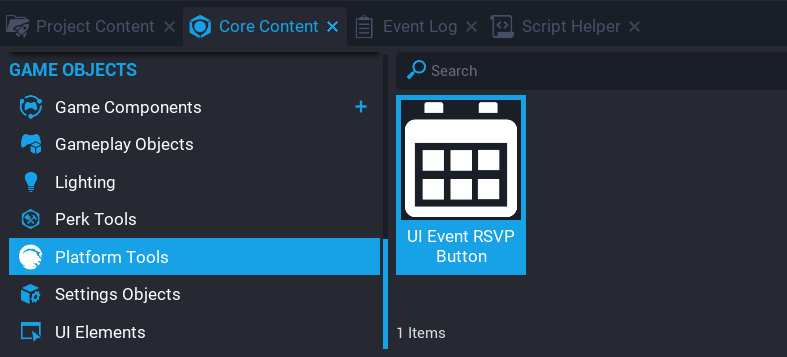 Project Content
Core Content
Event Log
Script Helper
GAME OBJECTS
Game Components
Gameplay Objects
Lighting
Perk Tools
Platform Tools
Settings Objects
UI Elements
Search
UI Event RSVP
Button
1 Items